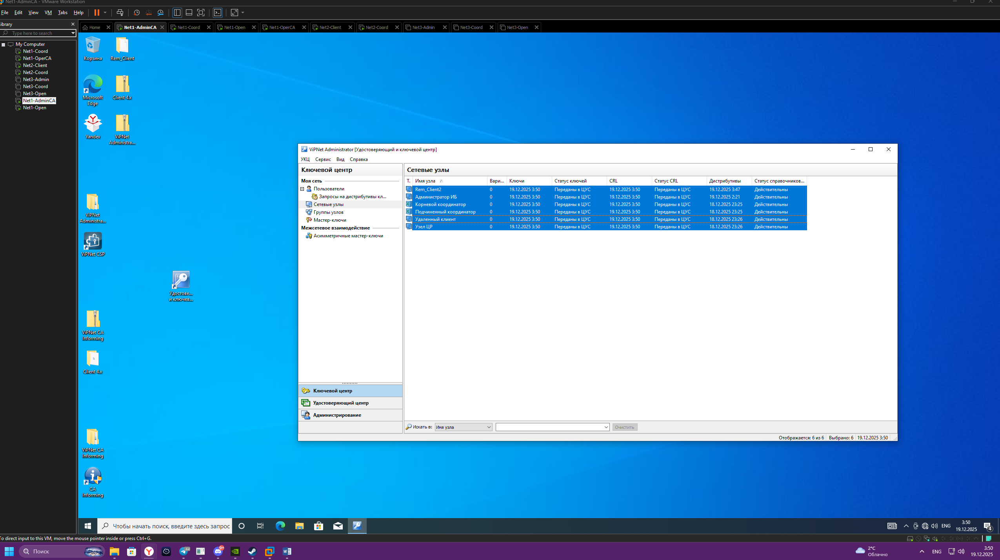 Net1-AdminCA - VMware Workstation
File Edit View VM Tabs Help
Library
Type here to search
My Computer
Net1-Coord
Net1-OperCA
Net2-Client
Net2-Coord
Net3-Admin
Net3-Coord
Net3-Open
Net1-AdminCA
Net1-Open
Home Net1-AdminCA Net1-Coord Net1-Open Net1-OperCA Net2-Client Net2-Coord Net3-Admin Net3-Coord Net3-Open
Корзина
Rem_Client
Microsoft
Edge
Client 4.x
Yandex
ViPNet
Administra...
ViPNet
Administra...
ViPNet CSP
Удостове...
и ключев...
ViPNet CA
Informing
Client 4.x
ViPNet CA
Informing
CA
Informing
ViPNet Administrator [Удостоверяющий и ключевой центр]
УКЦ Сервис Вид Справка
Ключевой центр
Моя сеть
Пользователи
Запросы на дистрибутивы кл...
Сетевые узлы
Группы узлов
Мастер-ключи
Межсетевое взаимодействие
Асимметричные мастер-ключи
Ключевой центр
Удостоверяющий центр
Администрирование
Сетевые узлы
Т. Имя узла Вари... Ключи Статус ключей CRL Статус CRL Дистрибутивы Статус справочников...
Rem_Client2 0 19.12.2025 3:50 Переданы в ЦУС 19.12.2025 3:50 Переданы в ЦУС 19.12.2025 3:47 Действительны
Администратор ИБ 0 19.12.2025 3:50 Переданы в ЦУС 19.12.2025 3:50 Переданы в ЦУС 19.12.2025 2:21 Действительны
Корневой координатор 0 19.12.2025 3:50 Переданы в ЦУС 19.12.2025 3:50 Переданы в ЦУС 18.12.2025 23:25 Действительны
Подчиненный координатор 0 19.12.2025 3:50 Переданы в ЦУС 19.12.2025 3:50 Переданы в ЦУС 18.12.2025 23:25 Действительны
Удаленный клиент 0 19.12.2025 3:50 Переданы в ЦУС 19.12.2025 3:50 Переданы в ЦУС 18.12.2025 23:26 Действительны
Узел ЦР 0 19.12.2025 3:50 Переданы в ЦУС 19.12.2025 3:50 Переданы в ЦУС 18.12.2025 23:26 Действительны
Искать в: Имя узла Очистить
Отображается: 6 из 6 Выбрано: 6 19.12.2025 3:50
Чтобы начать поиск, введите здесь запрос
ENG
3:50
19.12.2025
4
To direct input to this VM, move the mouse pointer inside or press Ctrl+G.
Поиск
64
9+
2°C
Облачно
ENG
3:50
19.12.2025